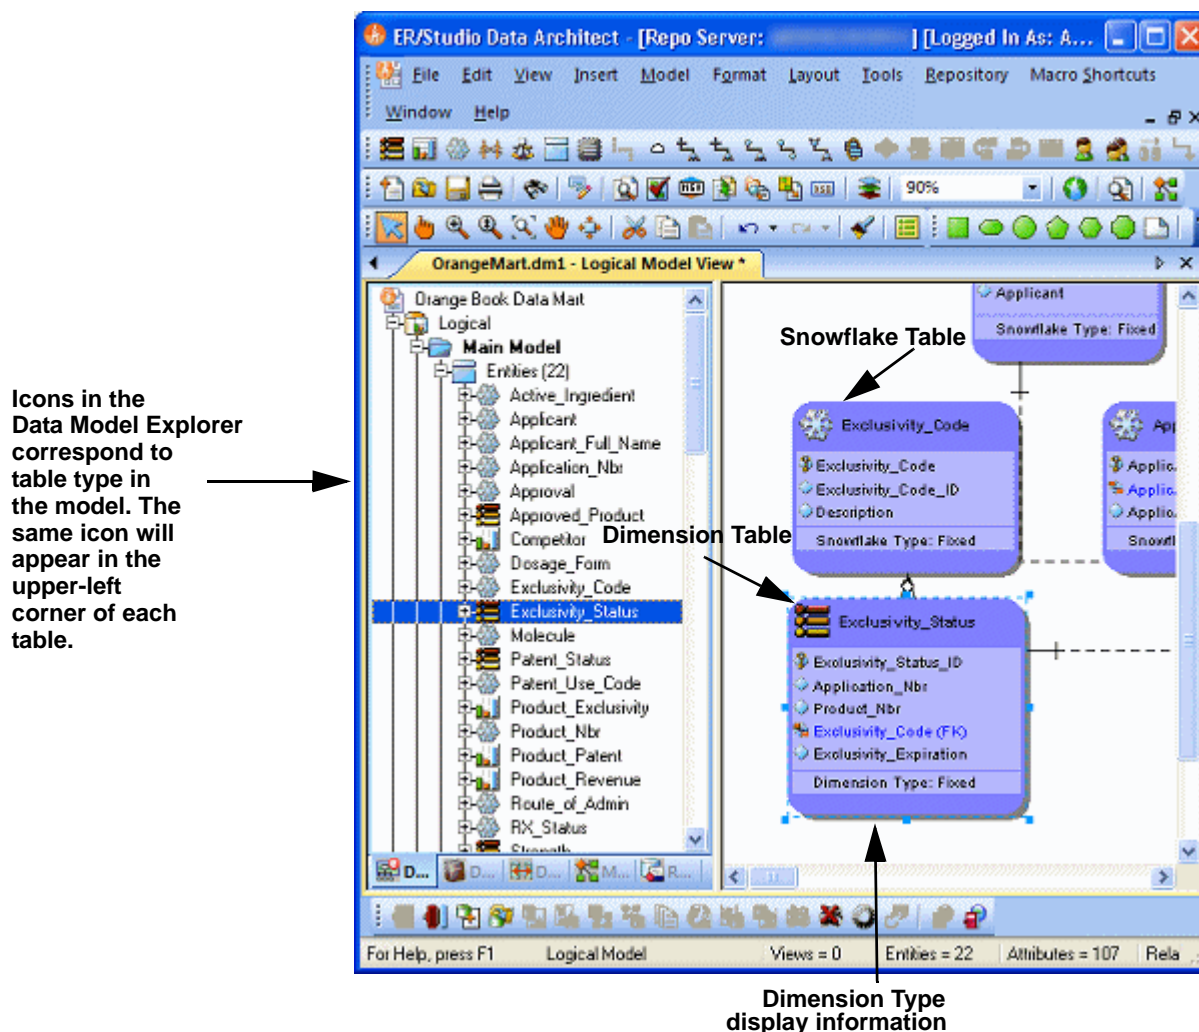 ER/Studio Data Architect - [Repo Server: ] [Logged In As: A...
File Edit View Insert Model Format Layout Tools Repository Macro Shortcuts
Window Help
90%
OrangeMart.dm1 - Logical Model View *
Orange Book Data Mart
Logical
Main Model
Entities (22)
Active_Ingredient
Applicant
Applicant_Full_Name
Application_Nbr
Approval
Approved_Product
Competitor
Dosage_Form
Exclusivity_Code
Exclusivity_Status
Molecule
Patent_Status
Patent_Use_Code
Product_Exclusivity
Product_Nbr
Product_Patent
Product_Revenue
Route_of_Admin
RX_Status
Strength
D... D... D... M... R...
Applicant
Snowflake Type: Fixed
Snowflake Table
Exclusivity_Code
Exclusivity_Code
Exclusivity_Code_ID
Description
Snowflake Type: Fixed
App
Applic
Applic
Applic
Snowfl
Dimension Table
Exclusivity_Status
Exclusivity_Status_ID
Application_Nbr
Product_Nbr
Exclusivity_Code (FK)
Exclusivity_Expiration
Dimension Type: Fixed
Icons in the
Data Model Explorer
correspond to
table type in
the model. The
same icon will
appear in the
upper-left
corner of each
table.
For Help, press F1 Logical Model Views = 0 Entities = 22 Attributes = 107 Rela
Dimension Type
display information